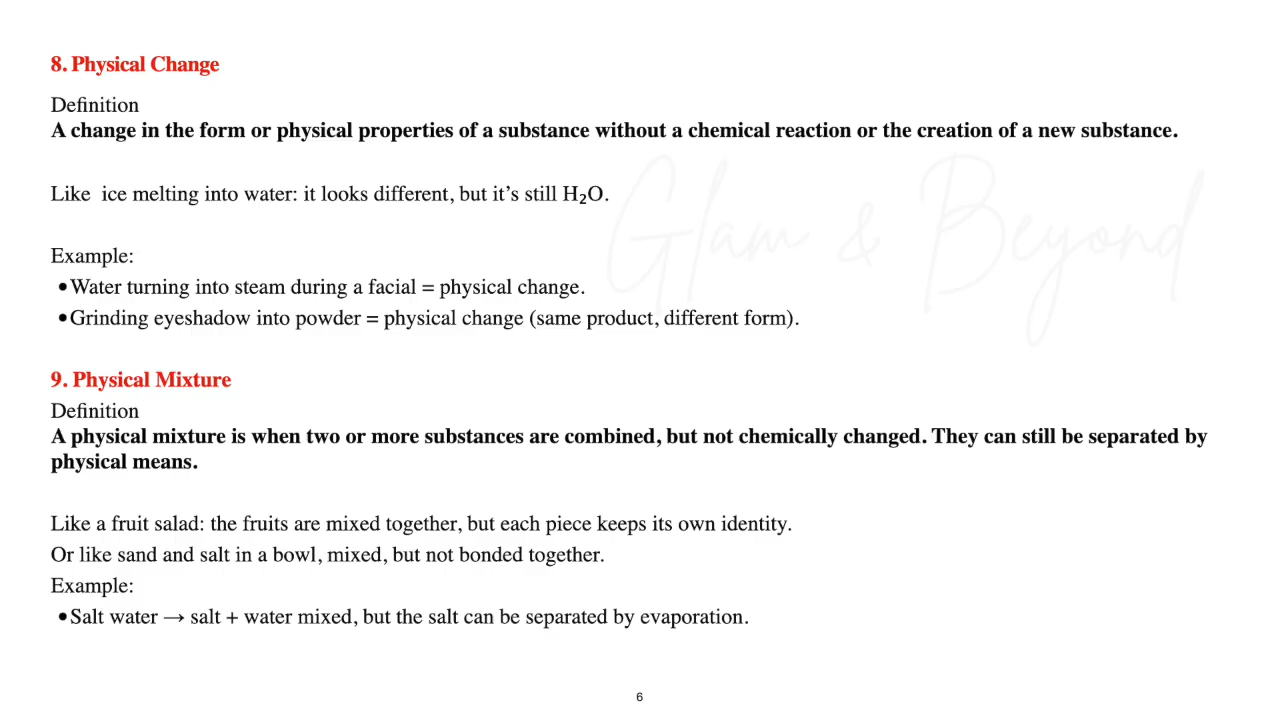 8. Physical Change
Definition
A change in the form or physical properties of a substance without a chemical reaction or the creation of a new substance.
Like  ice melting into water: it looks different, but it’s still H₂O.
Glam & Beyond
Example:
•Water turning into steam during a facial = physical change.
•Grinding eyeshadow into powder = physical change (same product, different form).
9. Physical Mixture
Definition
A physical mixture is when two or more substances are combined, but not chemically changed. They can still be separated by
physical means.
Like a fruit salad: the fruits are mixed together, but each piece keeps its own identity.
Or like sand and salt in a bowl, mixed, but not bonded together.
Example:
•Salt water → salt + water mixed, but the salt can be separated by evaporation.
6